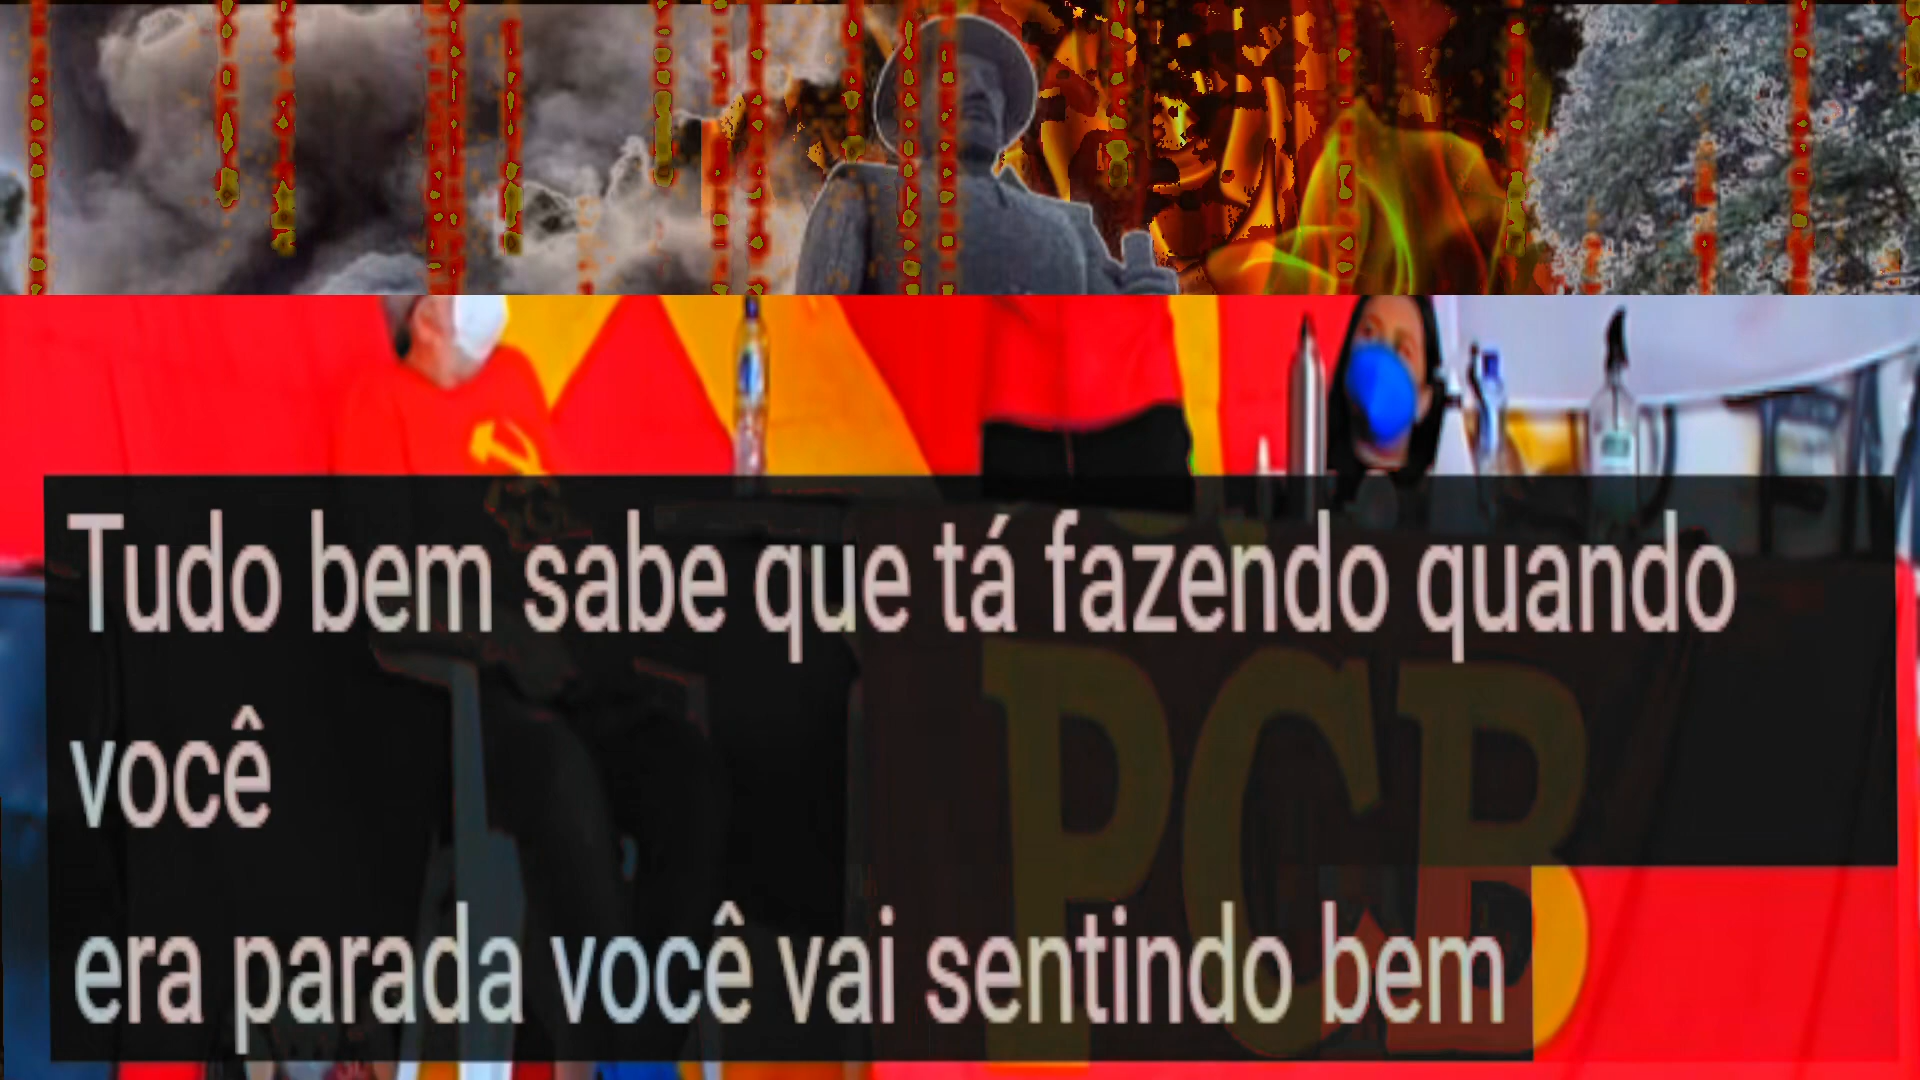 Tudo bem sabe que tá fazendo quando
você
era parada você vai sentindo bem
PCB